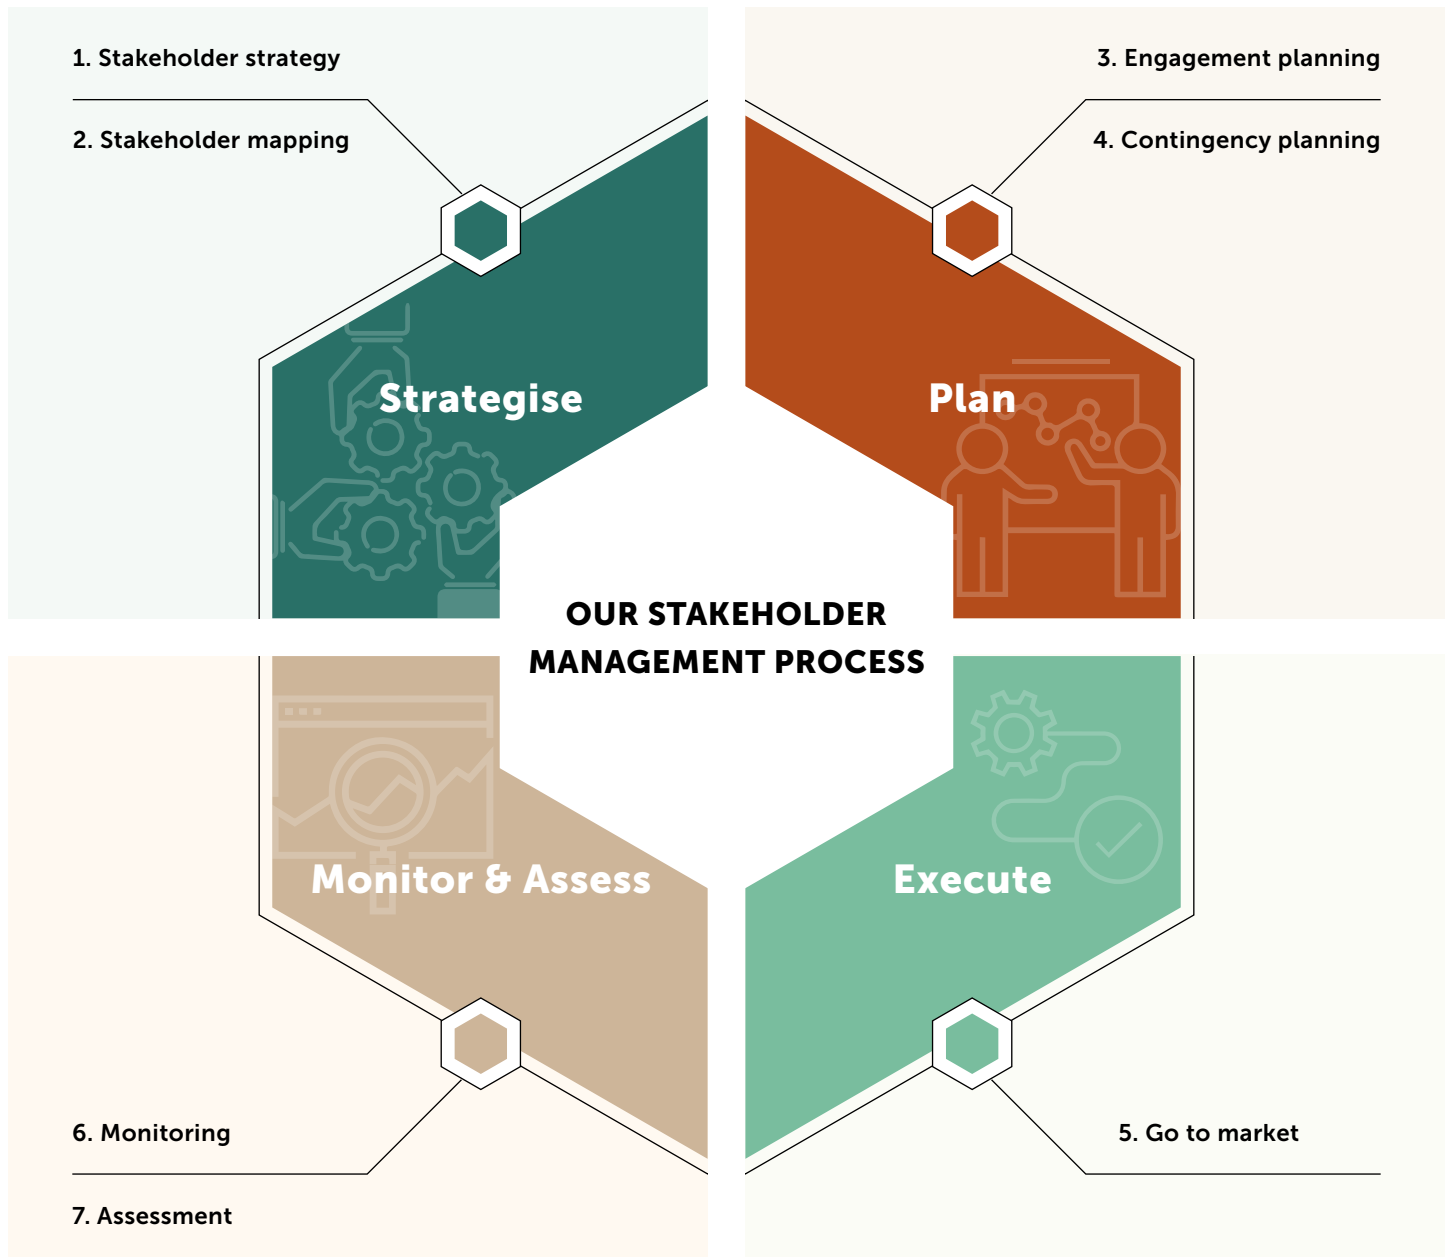 1. Stakeholder strategy
2. Stakeholder mapping
3. Engagement planning
4. Contingency planning
Strategise
Plan
OUR STAKEHOLDER
MANAGEMENT PROCESS
Monitor & Assess
Execute
6. Monitoring
7. Assessment
5. Go to market